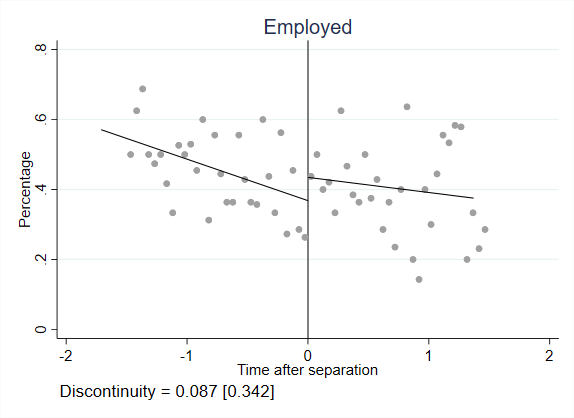 Employed
Percentage
.8
.6
.4
.2
0
-2
-1
0
1
2
Time after separation
Discontinuity = 0.087 [0.342]